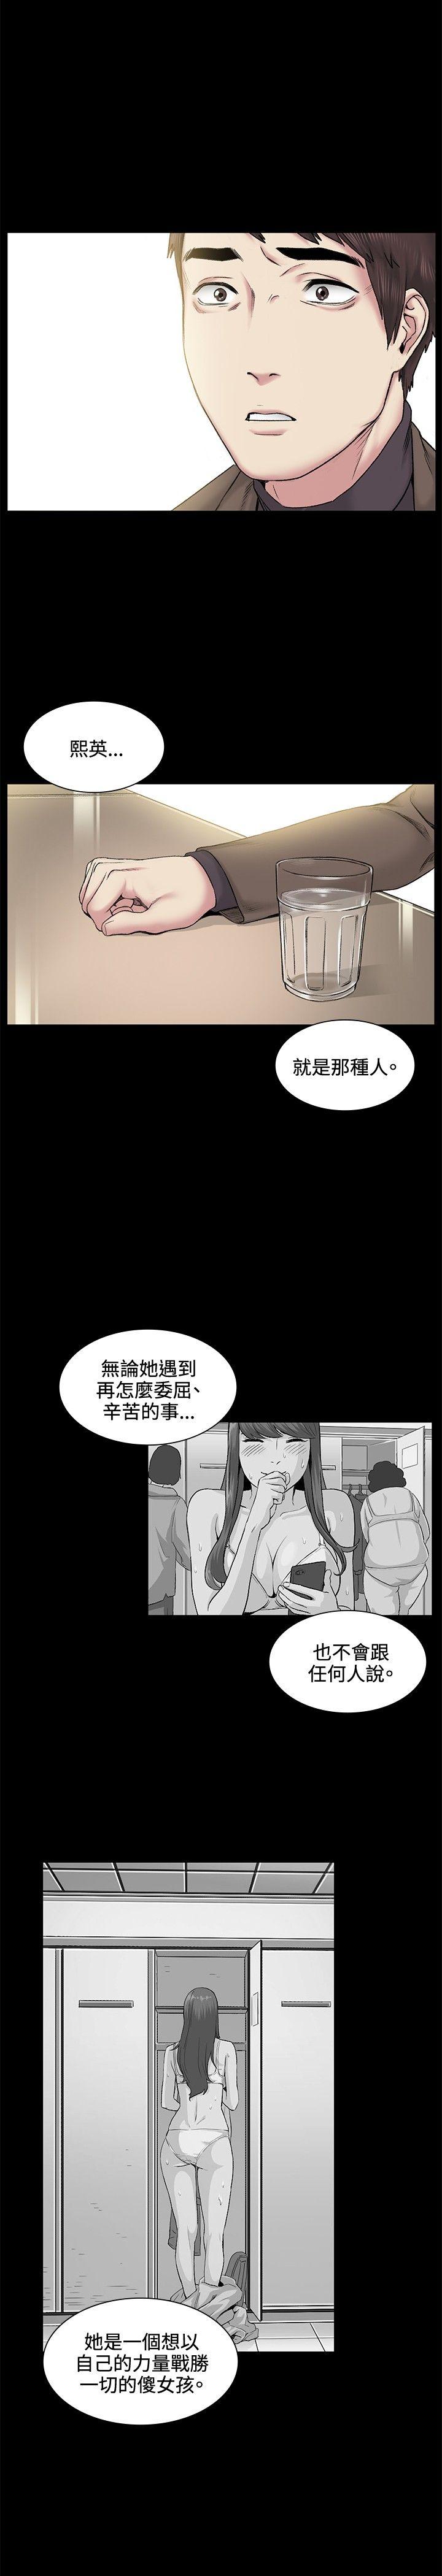 熙英...
就是那種人。
無論她遇到
再怎麼委屈、
辛苦的事...
也不會跟
任何人說。
她是一個想以
自己的力量戰勝
一切的傻女孩。